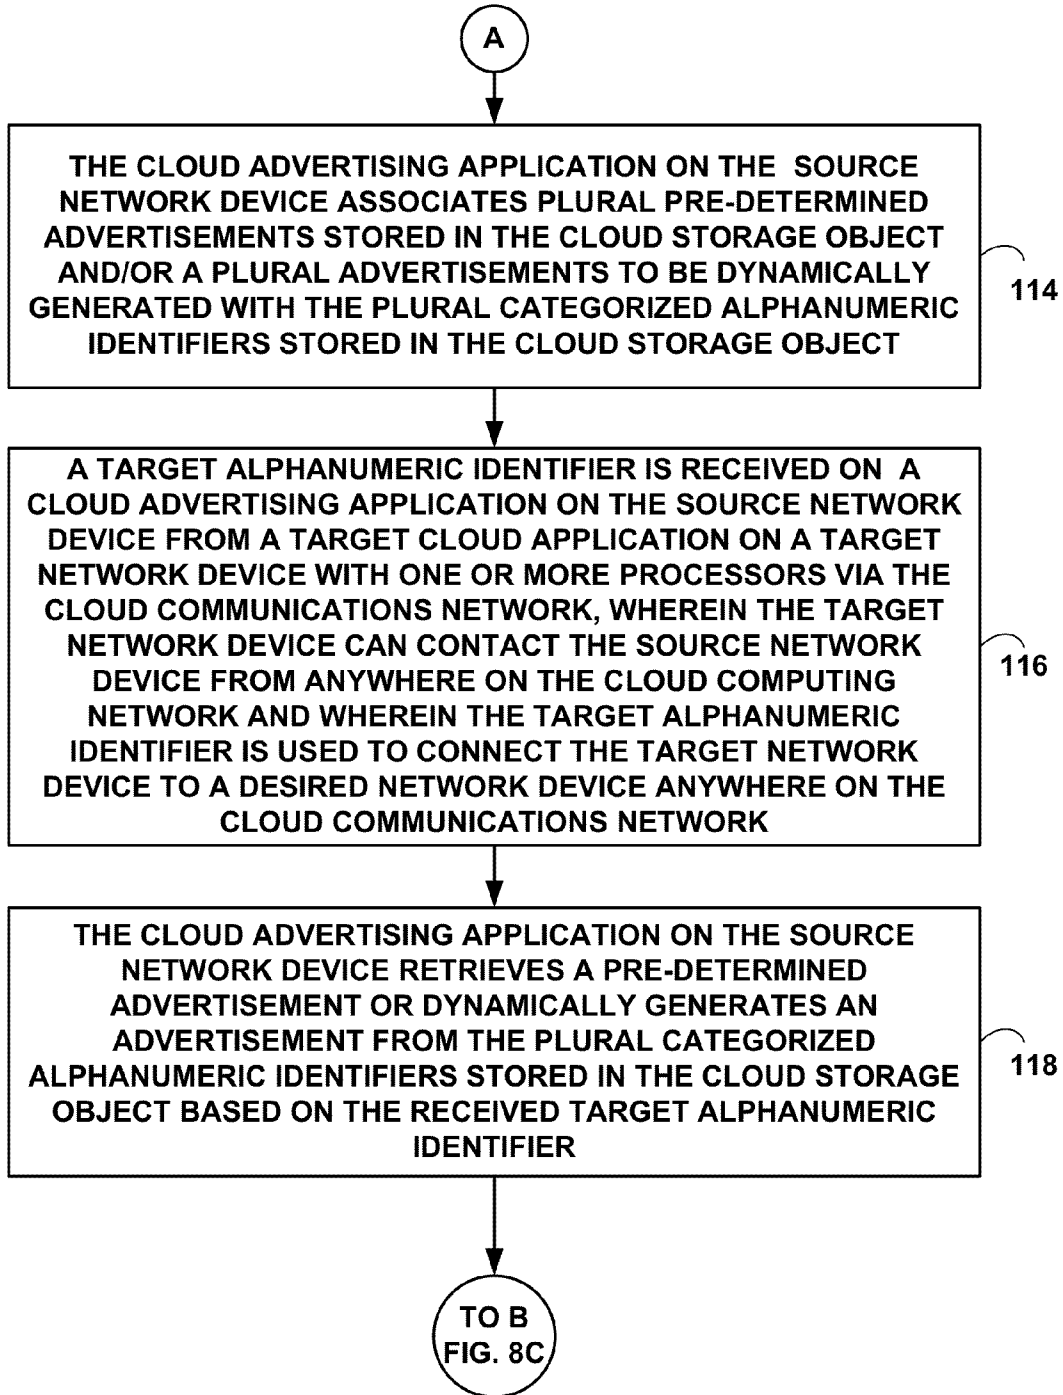 A
THE CLOUD ADVERTISING APPLICATION ON THE SOURCE
NETWORK DEVICE ASSOCIATES PLURAL PRE-DETERMINED
ADVERTISEMENTS STORED IN THE CLOUD STORAGE OBJECT
AND/OR A PLURAL ADVERTISEMENTS TO BE DYNAMICALLY
GENERATED WITH THE PLURAL CATEGORIZED ALPHANUMERIC
IDENTIFIERS STORED IN THE CLOUD STORAGE OBJECT
114
A TARGET ALPHANUMERIC IDENTIFIER IS RECEIVED ON A
CLOUD ADVERTISING APPLICATION ON THE SOURCE NETWORK
DEVICE FROM A TARGET CLOUD APPLICATION ON A TARGET
NETWORK DEVICE WITH ONE OR MORE PROCESSORS VIA THE
CLOUD COMMUNICATIONS NETWORK, WHEREIN THE TARGET
NETWORK DEVICE CAN CONTACT THE SOURCE NETWORK
DEVICE FROM ANYWHERE ON THE CLOUD COMPUTING
NETWORK AND WHEREIN THE TARGET ALPHANUMERIC
IDENTIFIER IS USED TO CONNECT THE TARGET NETWORK
DEVICE TO A DESIRED NETWORK DEVICE ANYWHERE ON THE
CLOUD COMMUNICATIONS NETWORK
116
THE CLOUD ADVERTISING APPLICATION ON THE SOURCE
NETWORK DEVICE RETRIEVES A PRE-DETERMINED
ADVERTISEMENT OR DYNAMICALLY GENERATES AN
ADVERTISEMENT FROM THE PLURAL CATEGORIZED
ALPHANUMERIC IDENTIFIERS STORED IN THE CLOUD STORAGE
OBJECT BASED ON THE RECEIVED TARGET ALPHANUMERIC
IDENTIFIER
118
TO B
FIG. 8C